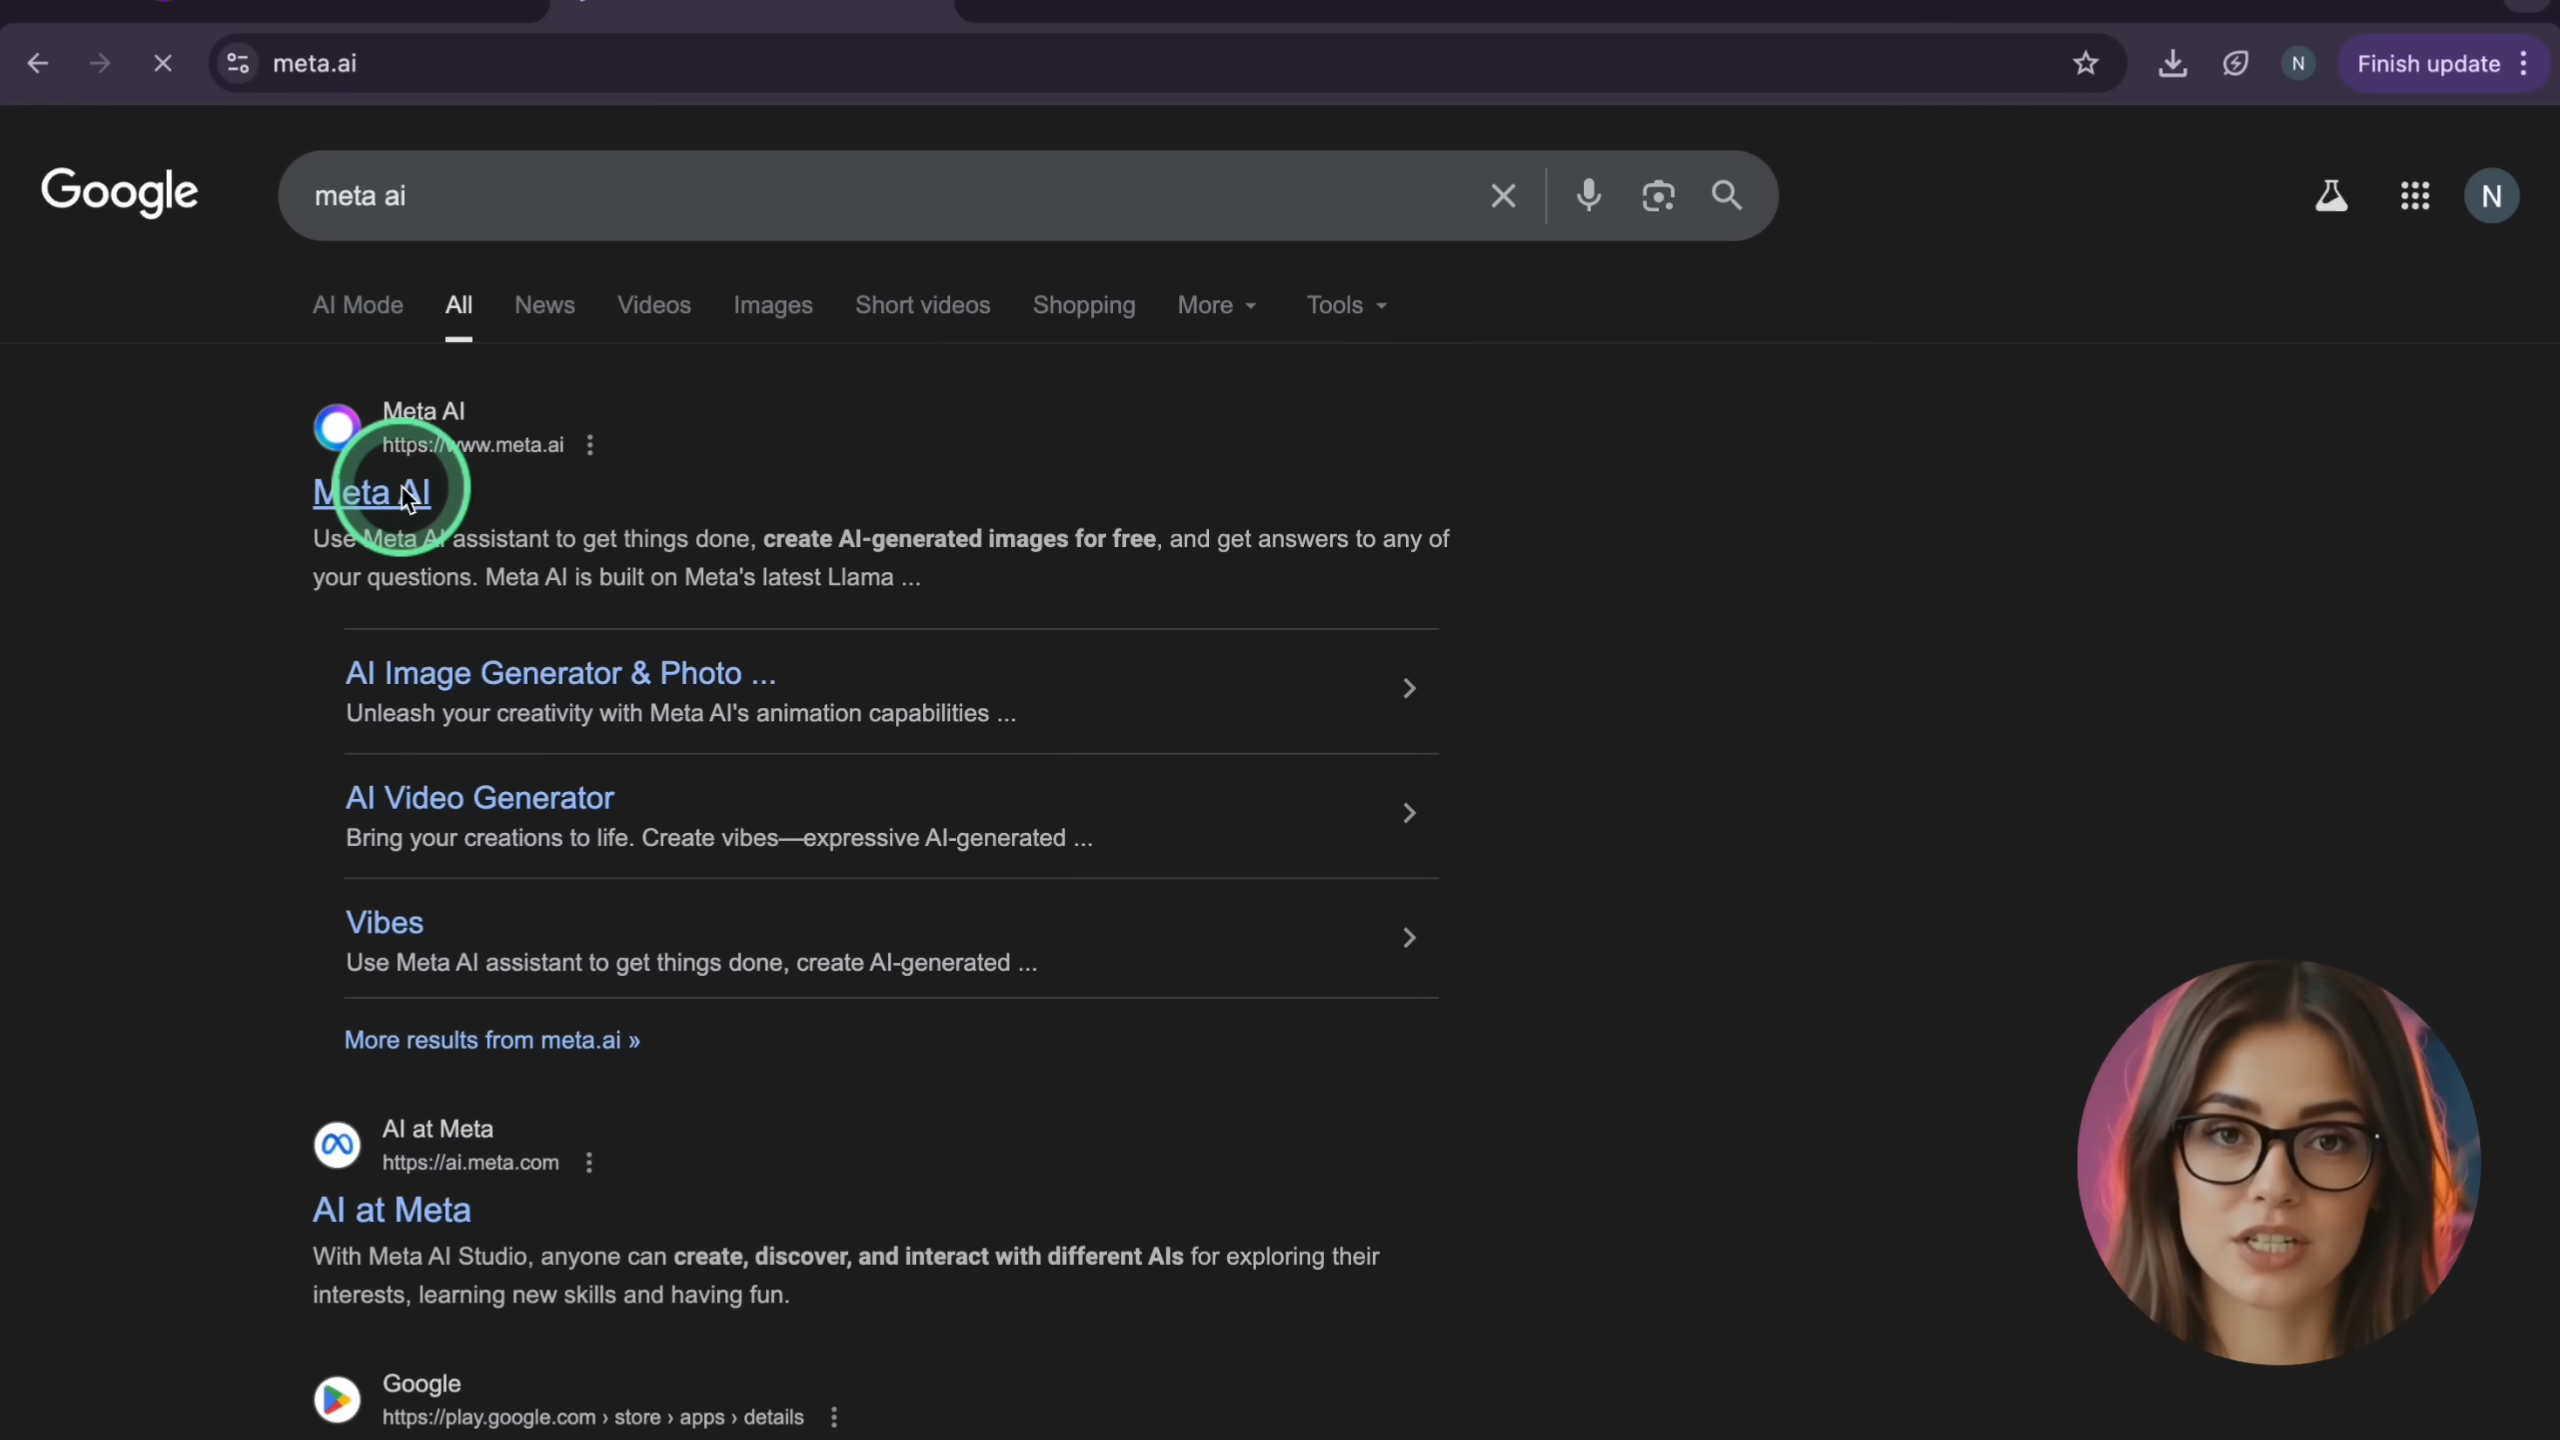 meta.ai
N
Finish update
Google
meta ai
N
AI Mode
All
News
Videos
Images
Short videos
Shopping
More
Tools
Meta AI
https://www.meta.ai
Meta AI
Use Meta AI assistant to get things done, create AI-generated images for free, and get answers to any of
your questions. Meta AI is built on Meta's latest Llama ...
AI Image Generator & Photo ...
Unleash your creativity with Meta AI's animation capabilities ...
AI Video Generator
Bring your creations to life. Create vibes—expressive AI-generated ...
Vibes
Use Meta AI assistant to get things done, create AI-generated ...
More results from meta.ai »
AI at Meta
https://ai.meta.com
AI at Meta
With Meta AI Studio, anyone can create, discover, and interact with different AIs for exploring their
interests, learning new skills and having fun.
Google
https://play.google.com › store › apps › details